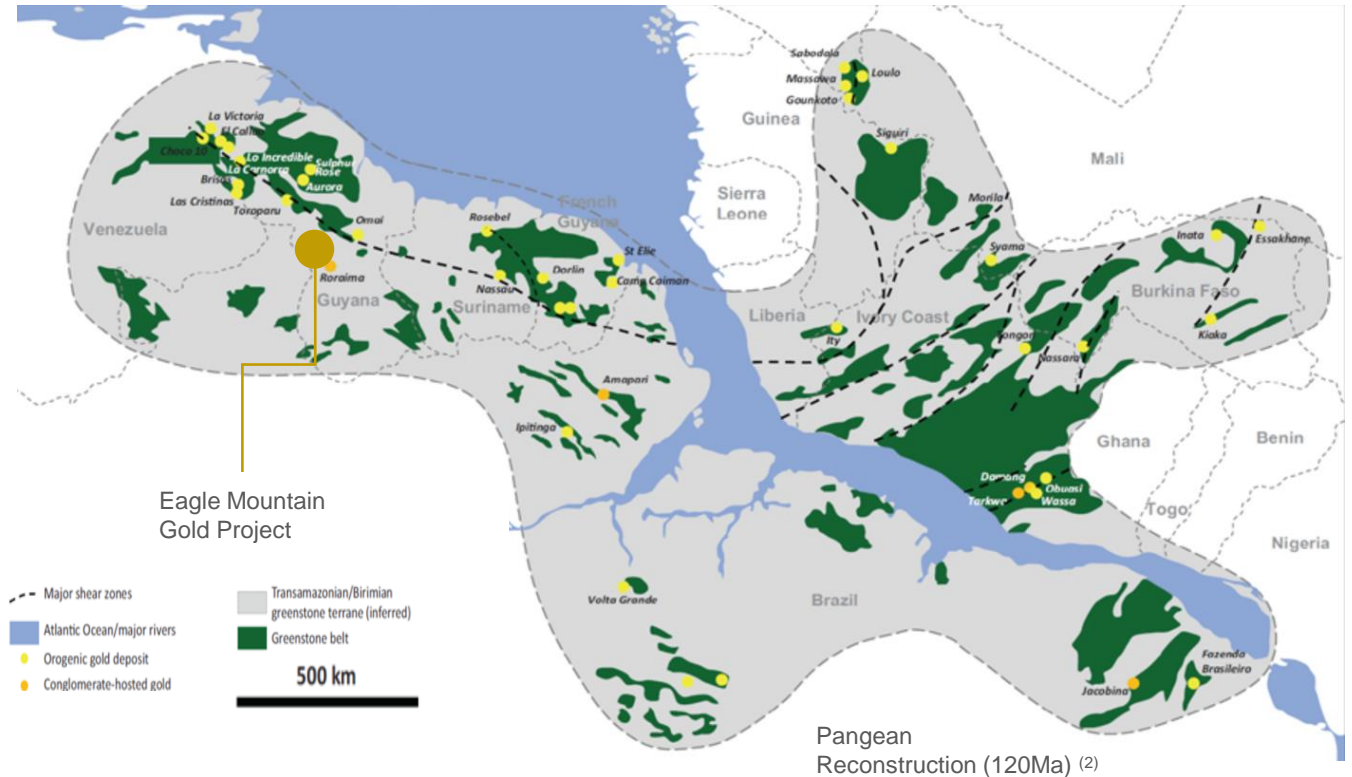 Sabodala
Massawa
Loulo
Gounkoto
Guinea
Siguiri
Mali
La Victoria
El Callao
Choco 10
Lo Incredible
La Camorra
Sulphur
Rose
Brisas
Aurora
Las Cristinas
Toroparu
Sierra
Leone
Morila
Venezuela
Omai
Rosebel
French
Guyana
Syama
Inata
Essakhane
St Elie
Roraima
Guyana
Nassau
Dorlin
Camp Caiman
Suriname
Liberia
Ity
Ivory Coast
Tongon
Nassara
Burkina Faso
Kiaka
Amapari
Ipitinga
Ghana
Benin
Damong
Obuasi
Tarkwa
Wassa
Togo
Nigeria
Eagle Mountain
Gold Project
Volta Grande
Brazil
Fazenda
Brasileiro
Jacobina
Major shear zones
Atlantic Ocean/major rivers
Orogenic gold deposit
Conglomerate-hosted gold
Transamazonian/Birimian
greenstone terrane (inferred)
Greenstone belt
500 km
Pangean
Reconstruction (120Ma) (2)